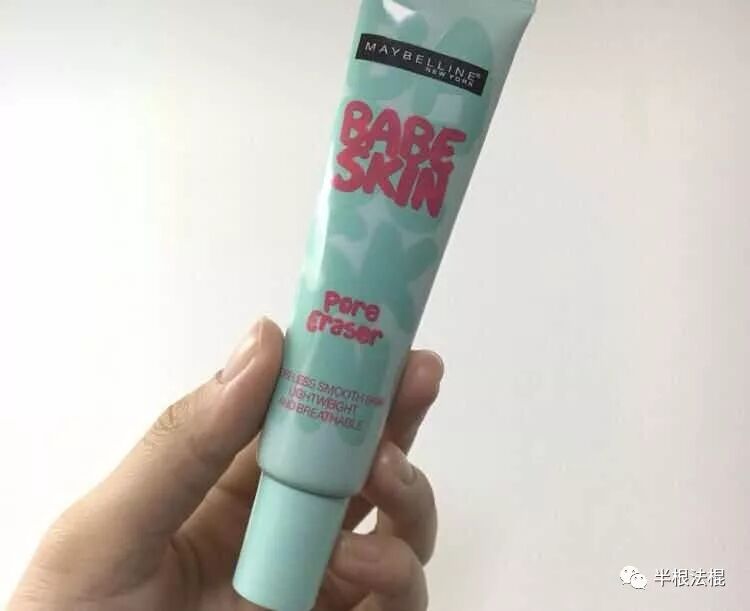 MAYBELLINE®
NEW YORK
BABE
SKIN
Pore
Eraser
SMOOTH
LIGHTWEIGHT
AND BREATHABLE
半根法棍